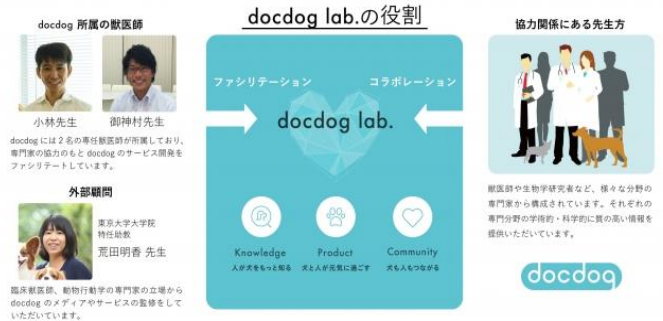 docdog lab.の役割
docdog 所属の獣医師
小林先生
御神村先生
docdog には 2 名の専任獣医師が所属しており、
専門家の協力のもと docdog のサービス開発を
ファシリテートしています。
外部顧問
東京大学大学院
特任助教
荒田明香 先生
臨床獣医師、動物行動学の専門家の立場から
docdog のメディアやサービスの監修をして
いただいています。
ファシリテーション
コラボレーション
docdog lab.
Knowledge
人が犬をもっと知る
Product
犬と人が元気に過ごす
Community
犬も人もつながる
協力関係にある先生方
獣医師や生物学研究者など、様々な分野の
専門家から構成されています。それぞれの
専門分野の学術的・科学的に質の高い情報を
提供いただいています。
docdog